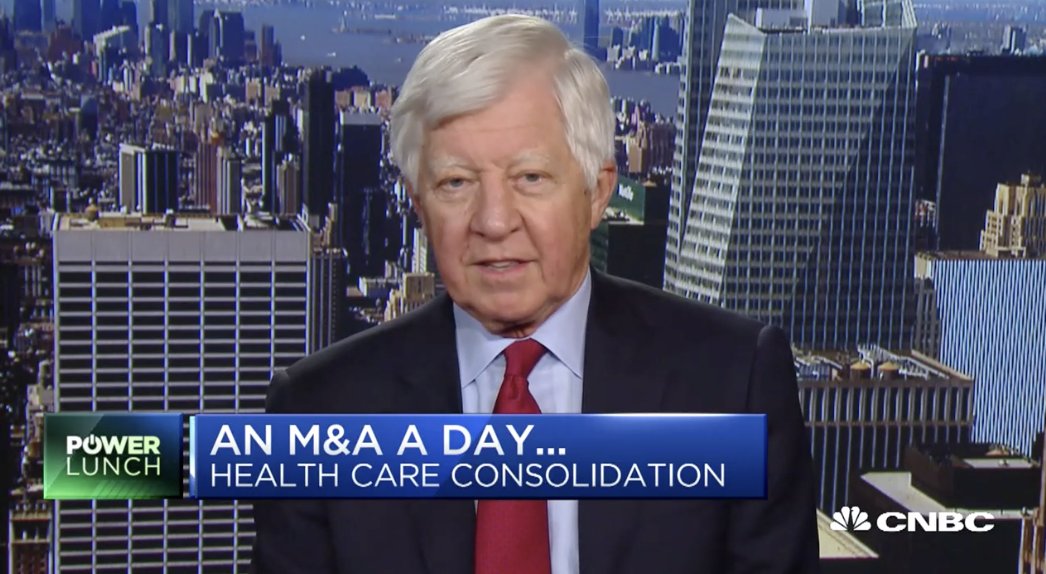 POWER
LUNCH
AN M&A A DAY...
HEALTH CARE CONSOLIDATION
CNBC